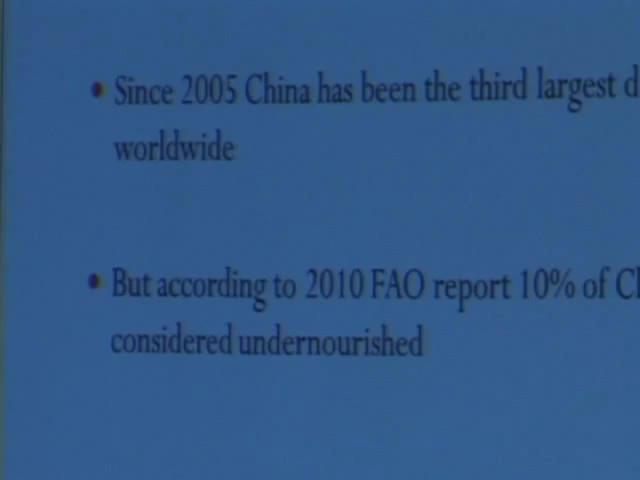 • Since 2005 China has been the third largest d
worldwide
• But according to 2010 FAO report 10% of Ch
considered undernourished